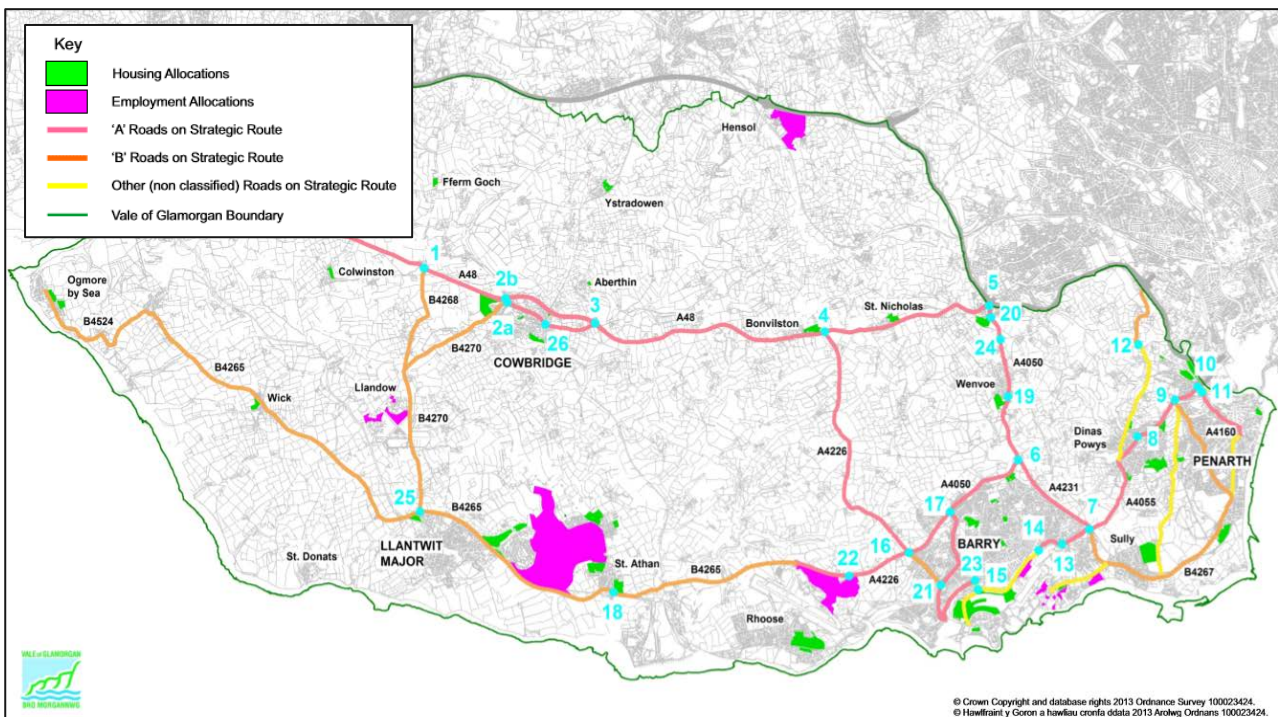 Key
Housing Allocations
Employment Allocations
'A' Roads on Strategic Route
'B' Roads on Strategic Route
Other (non classified) Roads on Strategic Route
Vale of Glamorgan Boundary
Hensol
Fferm Goch
Ystradowen
Ogmore
by Sea
Colwinston
1
A48
2b
Aberthin
B4268
B4524
2a
26
3
A48
Bonvilston
4
St. Nicholas
5
20
B4270
COWBRIDGE
24
A4050
12
B4265
Wenvoe
19
10
11
9
Llandow
Wick
B4270
A4226
Dinas
Powys
8
A4160
PENARTH
6
A4050
A4231
A4055
25
B4265
17
7
LLANTWIT
MAJOR
St. Donats
16
BARRY
14
13
Sully
St. Athan
B4265
22
A4226
23
15
B4267
18
21
Rhoose
VALE of GLAMORGAN
BRO MORGANNWG
© Crown Copyright and database rights 2013 Ordnance Survey 100023424.
© Hawlfraint y Goron a hawliau cronfa ddata 2013 Arolwg Ordnans 100023424.